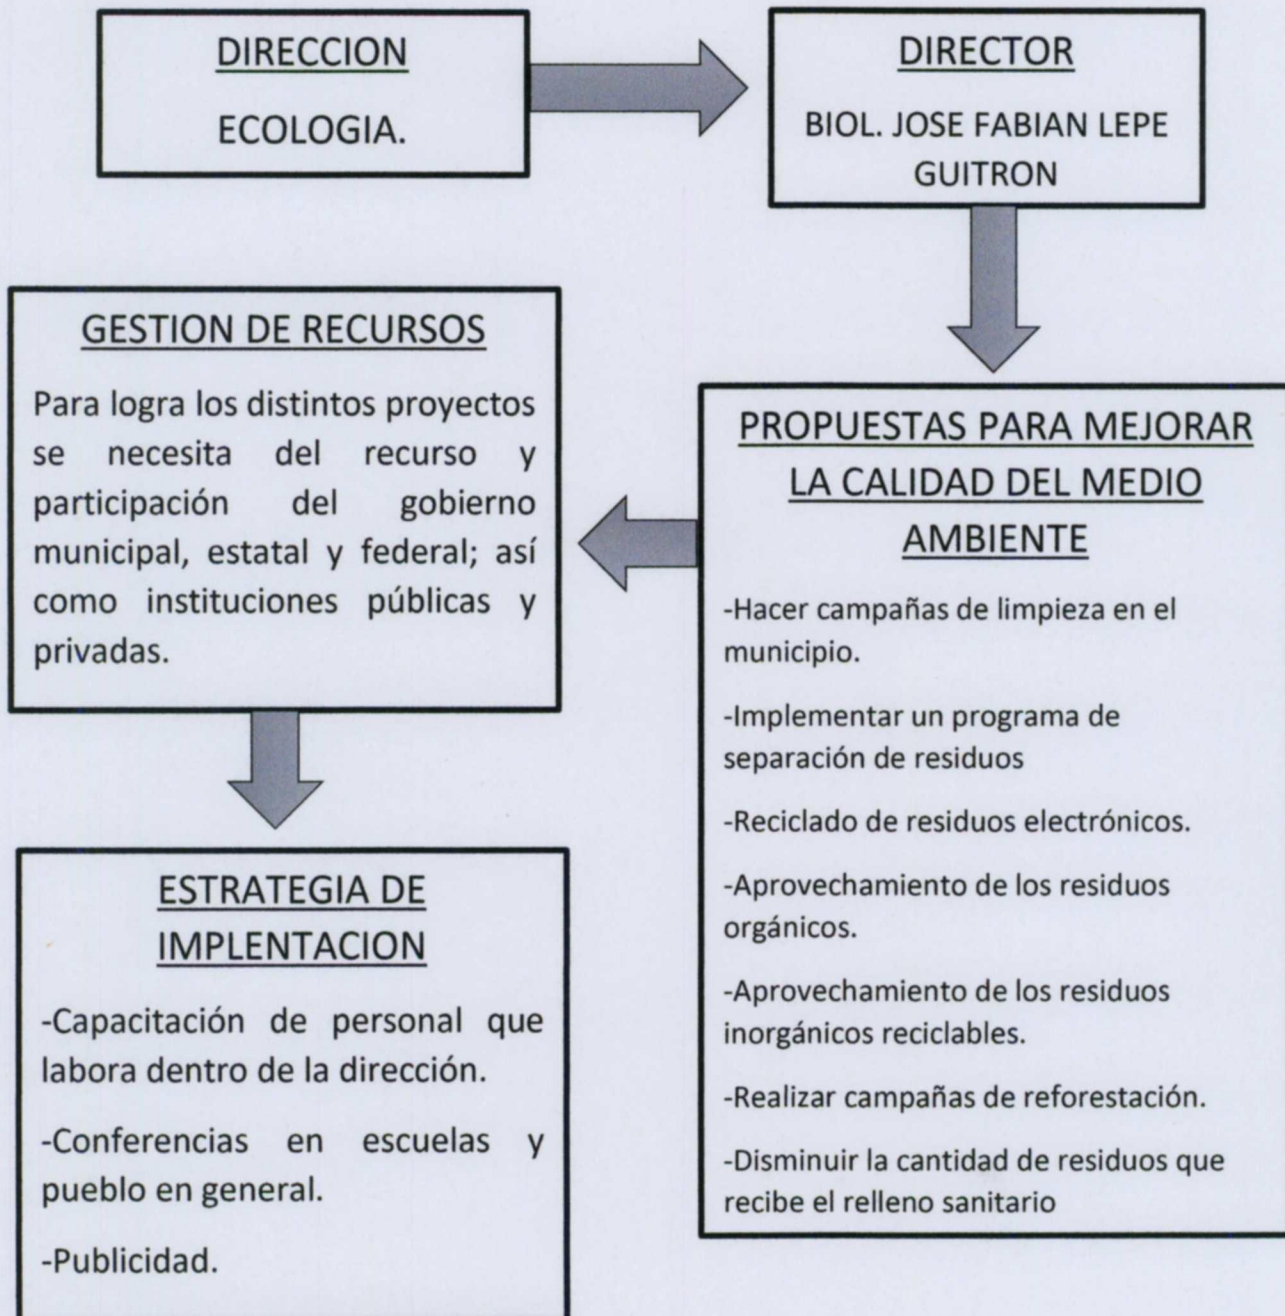 DIRECCION
ECOLOGIA.
DIRECTOR
BIOL. JOSE FABIAN LEPE
GUITRON
PROPUESTAS PARA MEJORAR
LA CALIDAD DEL MEDIO
AMBIENTE
-Hacer campañas de limpieza en el
municipio.
-Implementar un programa de
separación de residuos
-Reciclado de residuos electrónicos.
-Aprovechamiento de los residuos
orgánicos.
-Aprovechamiento de los residuos
inorgánicos reciclables.
-Realizar campañas de reforestación.
-Disminuir la cantidad de residuos que
recibe el relleno sanitario
GESTION DE RECURSOS
Para logra los distintos proyectos
se necesita del recurso y
participación del gobierno
municipal, estatal y federal; así
como instituciones públicas y
privadas.
ESTRATEGIA DE
IMPLENTACION
-Capacitación de personal que
labora dentro de la dirección.
-Conferencias en escuelas y
pueblo en general.
-Publicidad.